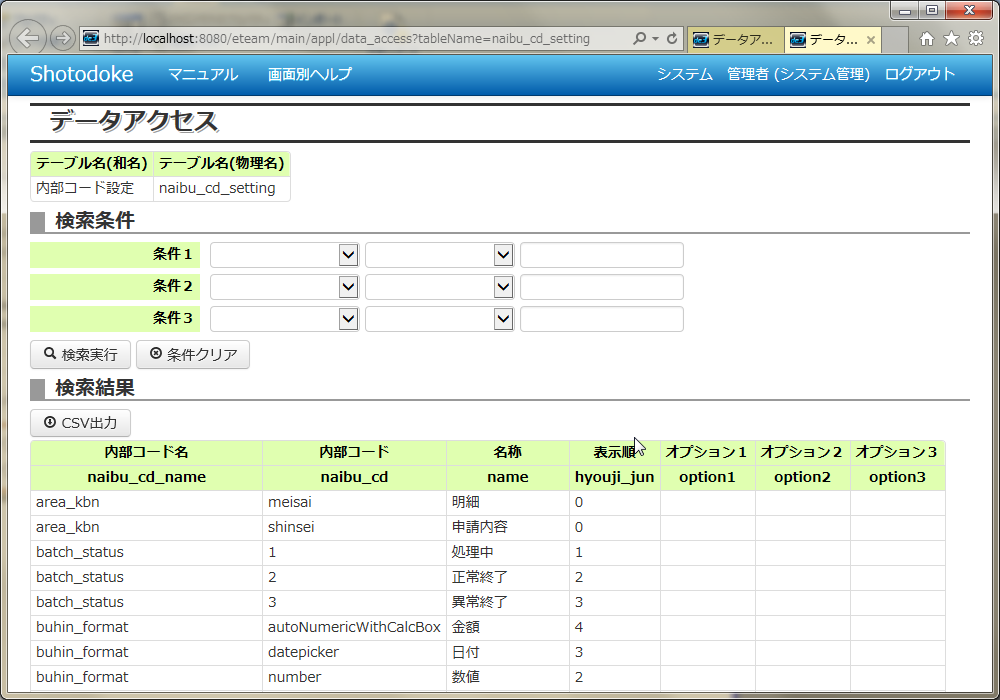 http://localhost:8080/eteam/main/appl/data_access?tableName=naibu_cd_setting
データア...
データ...
Shotodoke マニュアル 画面別ヘルプ システム 管理者 (システム管理) ログアウト
データアクセス
テーブル名(和名) テーブル名(物理名)
内部コード設定 naibu_cd_setting
検索条件
条件１
条件２
条件３
検索実行 条件クリア
検索結果
CSV出力
内部コード名 内部コード 名称 表示順 オプション１ オプション２ オプション３
naibu_cd_name naibu_cd name hyouji_jun option1 option2 option3
area_kbn meisai 明細 0
area_kbn shinsei 申請内容 0
batch_status 1 処理中 1
batch_status 2 正常終了 2
batch_status 3 異常終了 3
buhin_format autoNumericWithCalcBox 金額 4
buhin_format datepicker 日付 3
buhin_format number 数値 2